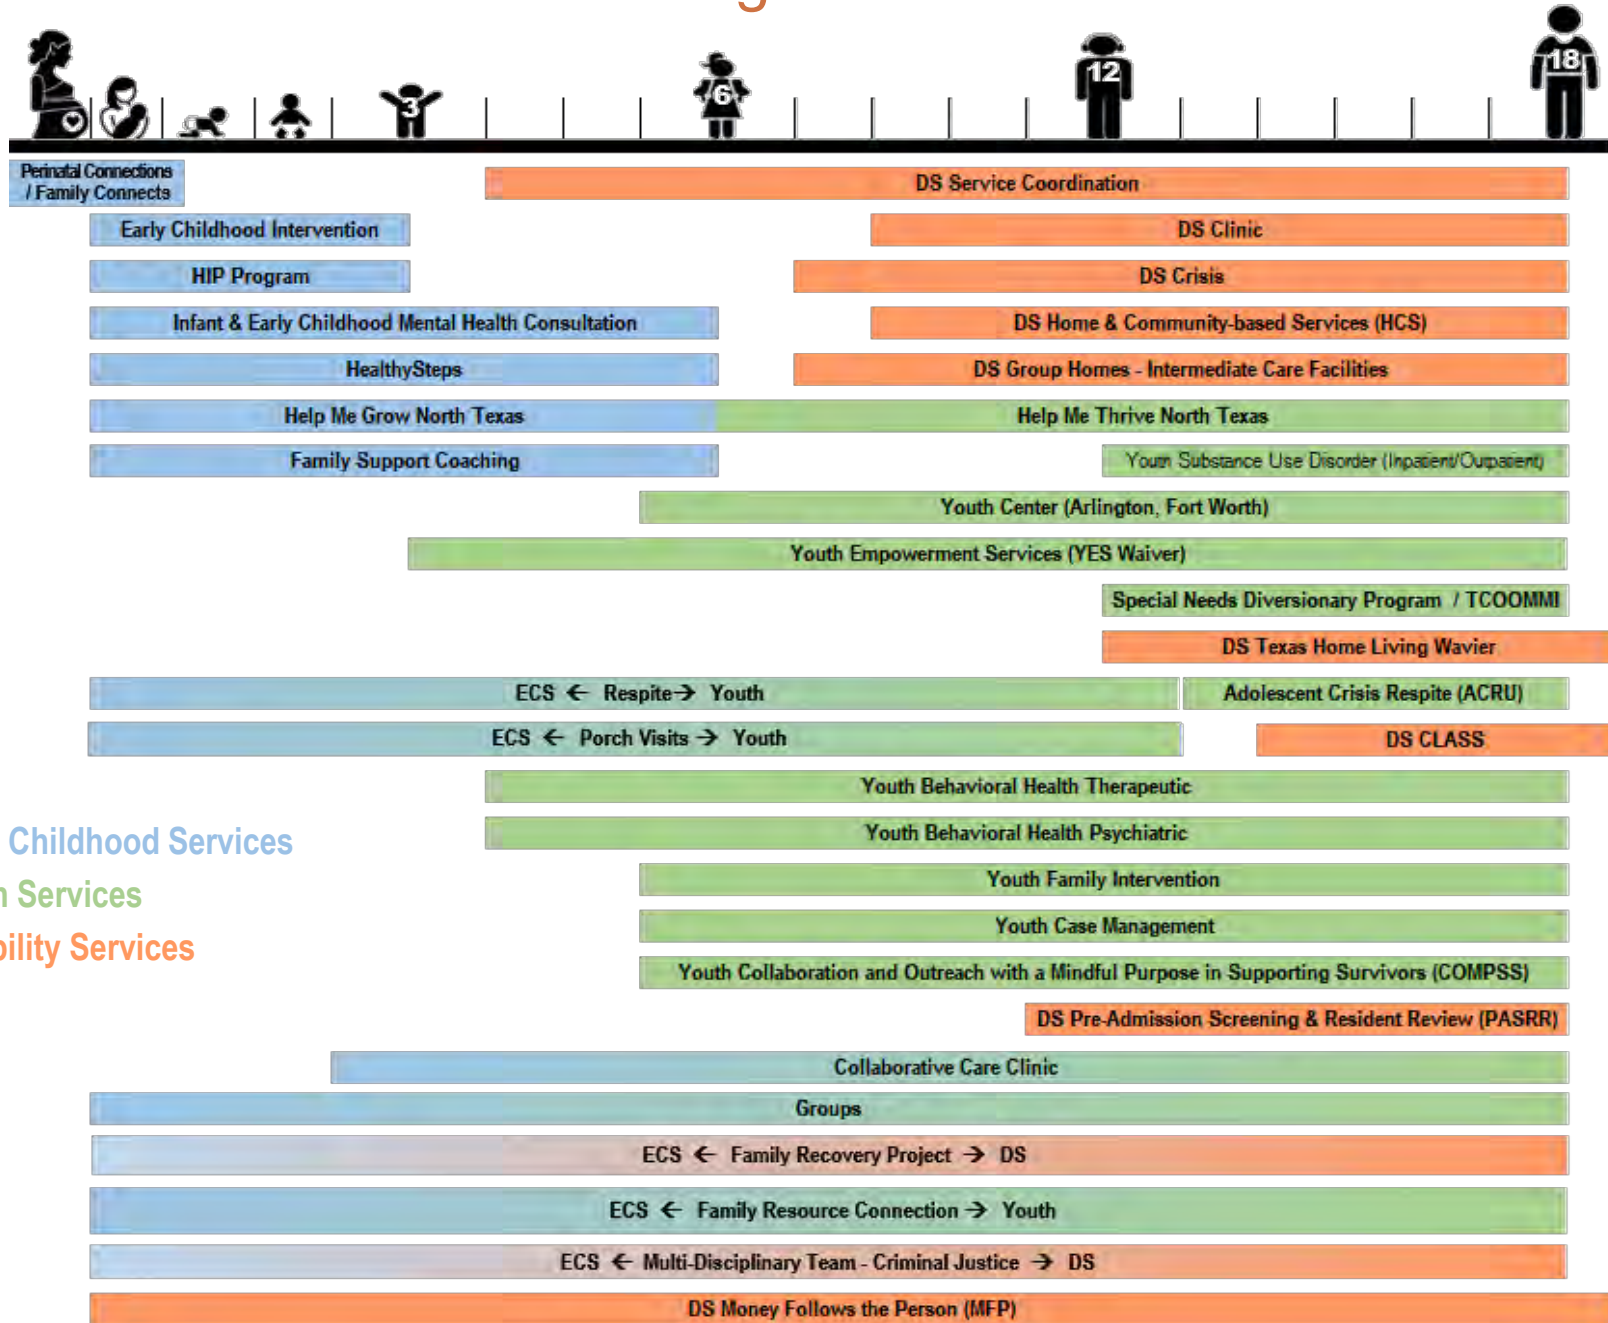 3
6
12
18
Perinatal Connections
/ Family Connects
DS Service Coordination
Early Childhood Intervention
DS Clinic
HIP Program
DS Crisis
Infant & Early Childhood Mental Health Consultation
DS Home & Community-based Services (HCS)
HealthySteps
DS Group Homes - Intermediate Care Facilities
Help Me Grow North Texas
Help Me Thrive North Texas
Family Support Coaching
Youth Substance Use Disorder (Inpatient/Outpatient)
Youth Center (Arlington, Fort Worth)
Youth Empowerment Services (YES Waiver)
Special Needs Diversionary Program / TCOOMMI
DS Texas Home Living Wavier
ECS ← Respite→ Youth
Adolescent Crisis Respite (ACRU)
ECS ← Porch Visits → Youth
DS CLASS
Youth Behavioral Health Therapeutic
Childhood Services
Youth Behavioral Health Psychiatric
Services
Youth Family Intervention
Youth Case Management
bility Services
Youth Collaboration and Outreach with a Mindful Purpose in Supporting Survivors (COMPSS)
DS Pre-Admission Screening & Resident Review (PASRR)
Collaborative Care Clinic
Groups
ECS ← Family Recovery Project → DS
ECS ← Family Resource Connection → Youth
ECS ← Multi-Disciplinary Team - Criminal Justice → DS
DS Money Follows the Person (MFP)